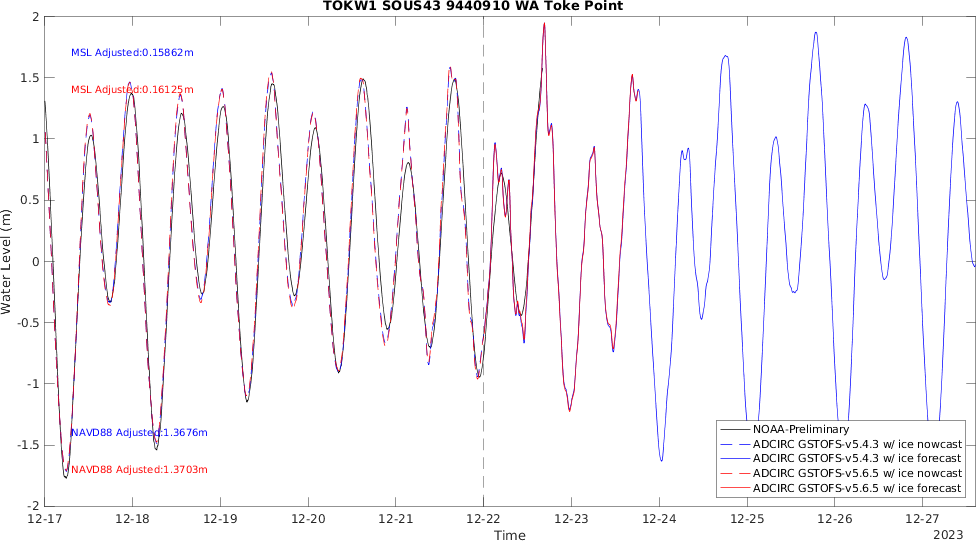 TOKW1 SOUS43 9440910 WA Toke Point
2
1.5
1
0.5
0
-0.5
-1
-1.5
-2
Water Level (m)
MSL Adjusted:0.15862m
MSL Adjusted:0.16125m
NAVD88 Adjusted:1.3676m
NAVD88 Adjusted:1.3703m
NOAA-Preliminary
ADCIRC GSTOFS-v5.4.3 w/ ice nowcast
ADCIRC GSTOFS-v5.4.3 w/ ice forecast
ADCIRC GSTOFS-v5.6.5 w/ ice nowcast
ADCIRC GSTOFS-v5.6.5 w/ ice forecast
12-17 12-18 12-19 12-20 12-21 12-22 12-23 12-24 12-25 12-26 12-27
Time
2023